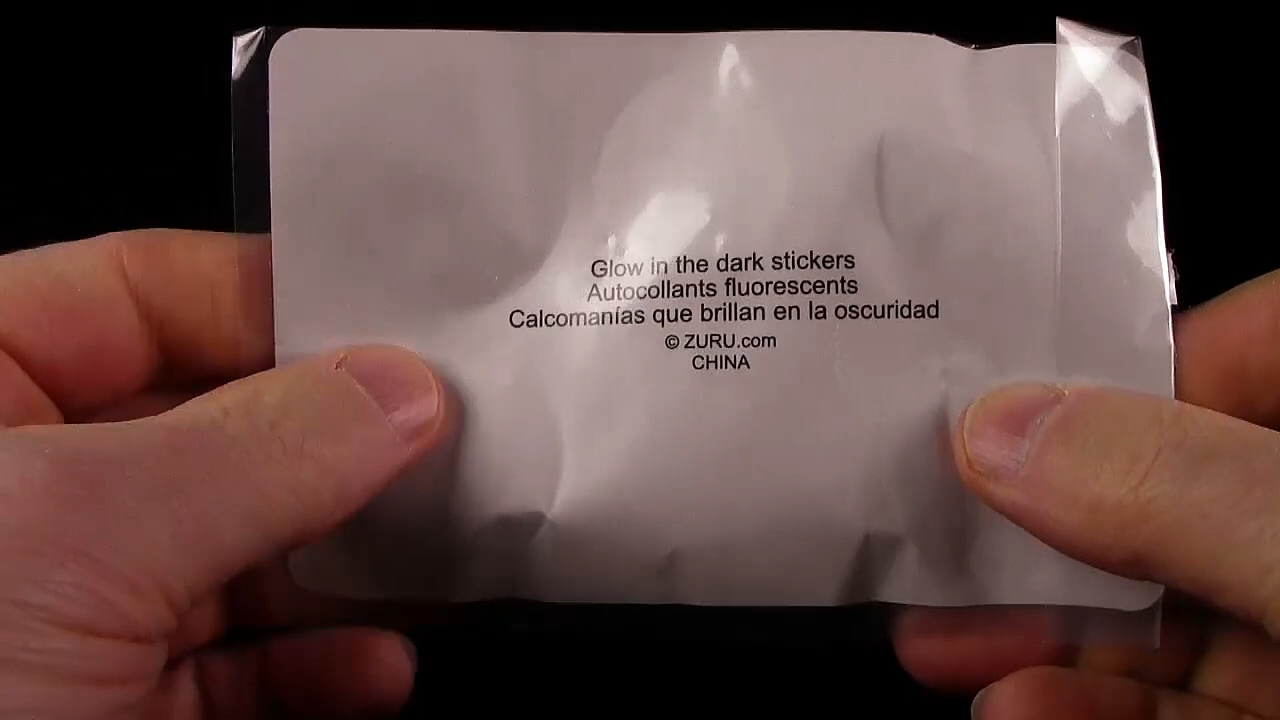 Glow in the dark stickers
Autocollants fluorescents
Calcomanías que brillan en la oscuridad
© ZURU.com
CHINA